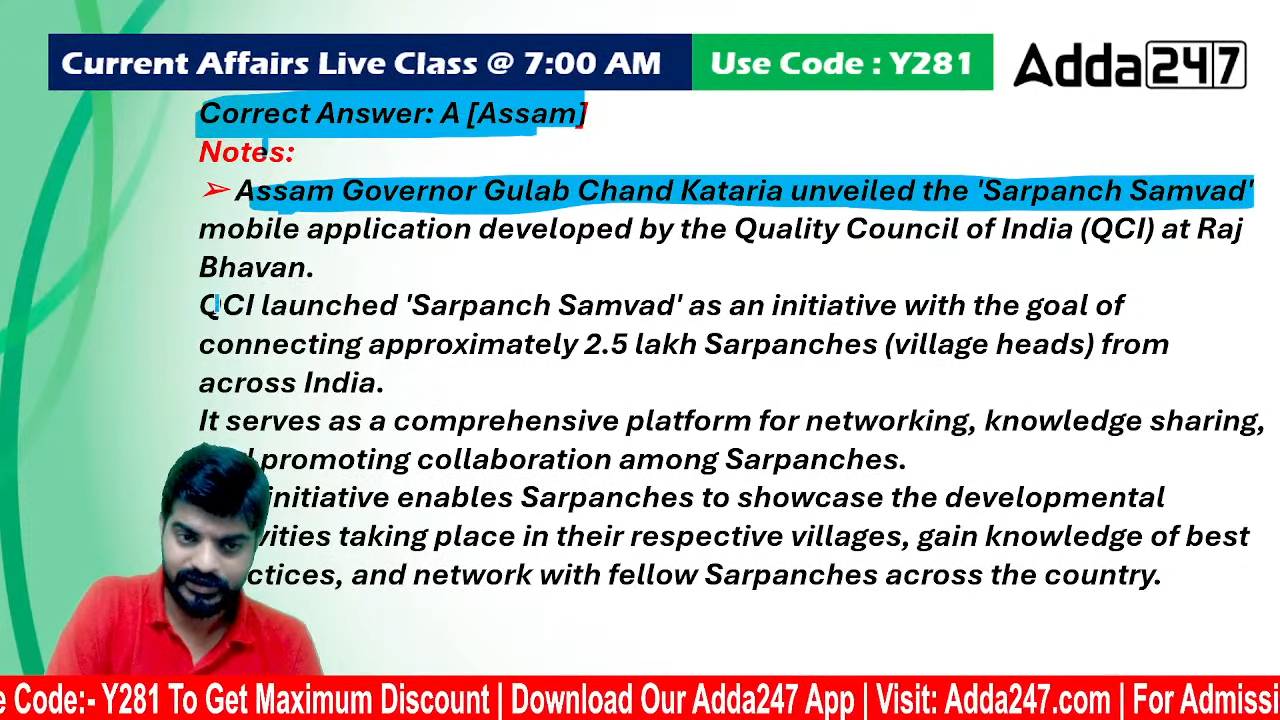 Current Affairs Live Class @ 7:00 AM
Use Code : Y281
Adda247
Correct Answer: A [Assam]
Notes:
➢ Assam Governor Gulab Chand Kataria unveiled the 'Sarpanch Samvad'
mobile application developed by the Quality Council of India (QCI) at Raj
Bhavan.
QCI launched 'Sarpanch Samvad' as an initiative with the goal of
connecting approximately 2.5 lakh Sarpanches (village heads) from
across India.
It serves as a comprehensive platform for networking, knowledge sharing,
promoting collaboration among Sarpanches.
initiative enables Sarpanches to showcase the developmental
taking place in their respective villages, gain knowledge of best
and network with fellow Sarpanches across the country.
Code:- Y281 To Get Maximum Discount | Download Our Adda247 App | Visit: Adda247.com | For